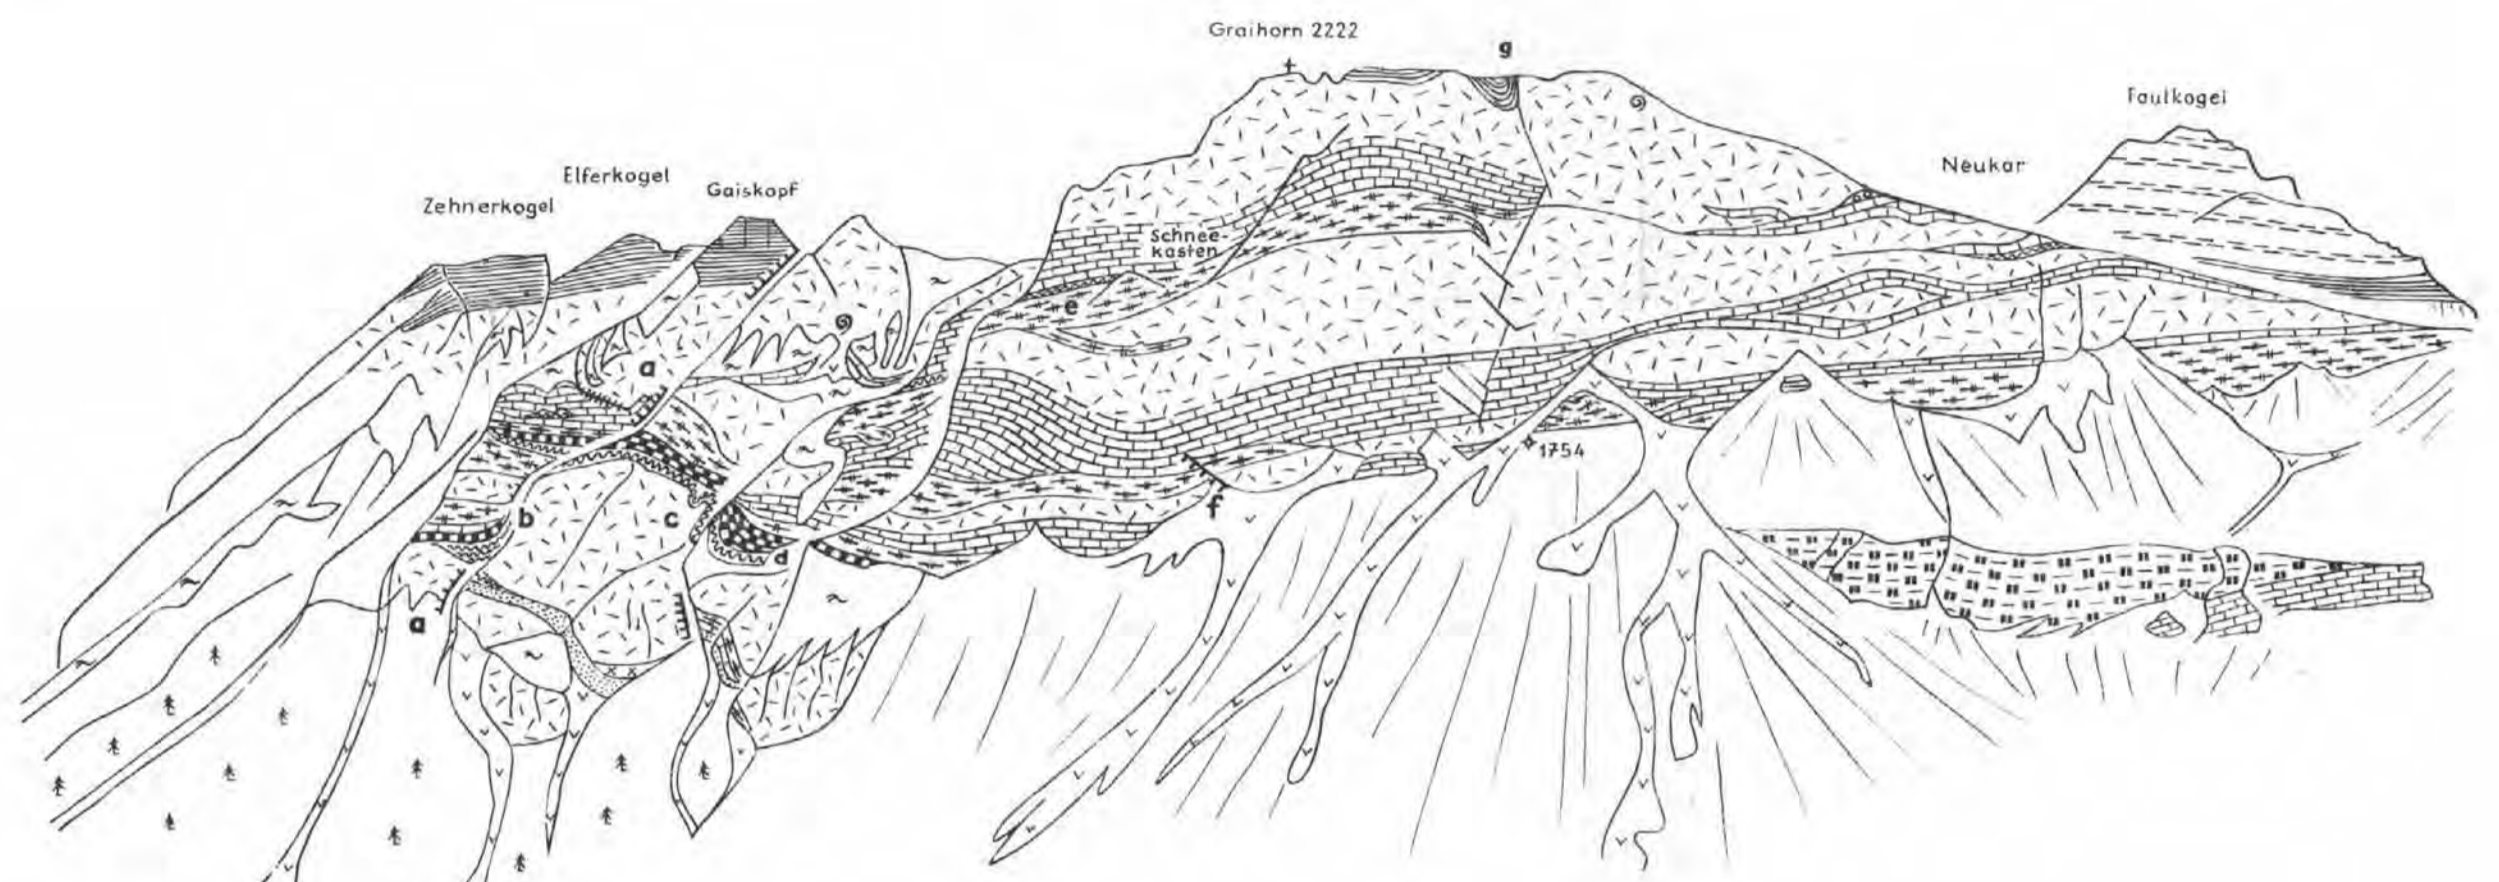 Graihorn 2222
g
Faulkogel
Elferkogel
Gaiskopf
Neukar
Zehnerkogel
Schnee-
kasten
e
a
1754
b
c
f
d
a